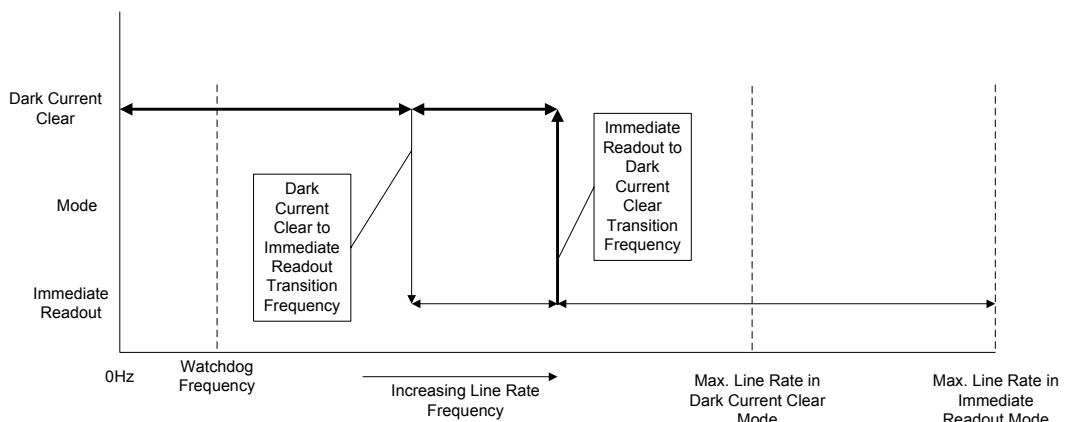 Dark Current
Clear
Mode
Immediate
Readout
Dark
Current
Clear to
Immediate
Readout
Transition
Frequency
Immediate
Readout to
Dark
Current
Clear
Transition
Frequency
0Hz
Watchdog
Frequency
Increasing Line Rate
Frequency
Max. Line Rate in
Dark Current Clear
Mode
Max. Line Rate in
Immediate
Readout Mode